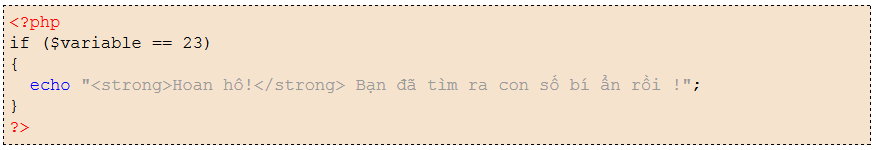 <?php
if ($variable == 23)
{
  echo "<strong>Hoan hô!</strong> Bạn đã tìm ra con số bí ẩn rồi !";
}
?>